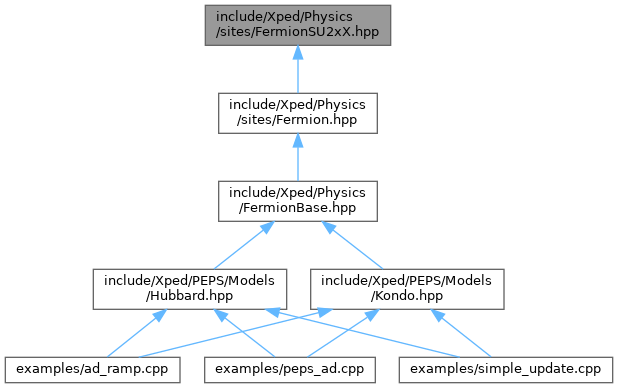 include/Xped/Physics
/sites/FermionSU2xX.hpp
include/Xped/Physics
/sites/Fermion.hpp
include/Xped/Physics
/FermionBase.hpp
include/Xped/PEPS/Models
/Hubbard.hpp
include/Xped/PEPS/Models
/Kondo.hpp
examples/ad_ramp.cpp
examples/peps_ad.cpp
examples/simple_update.cpp